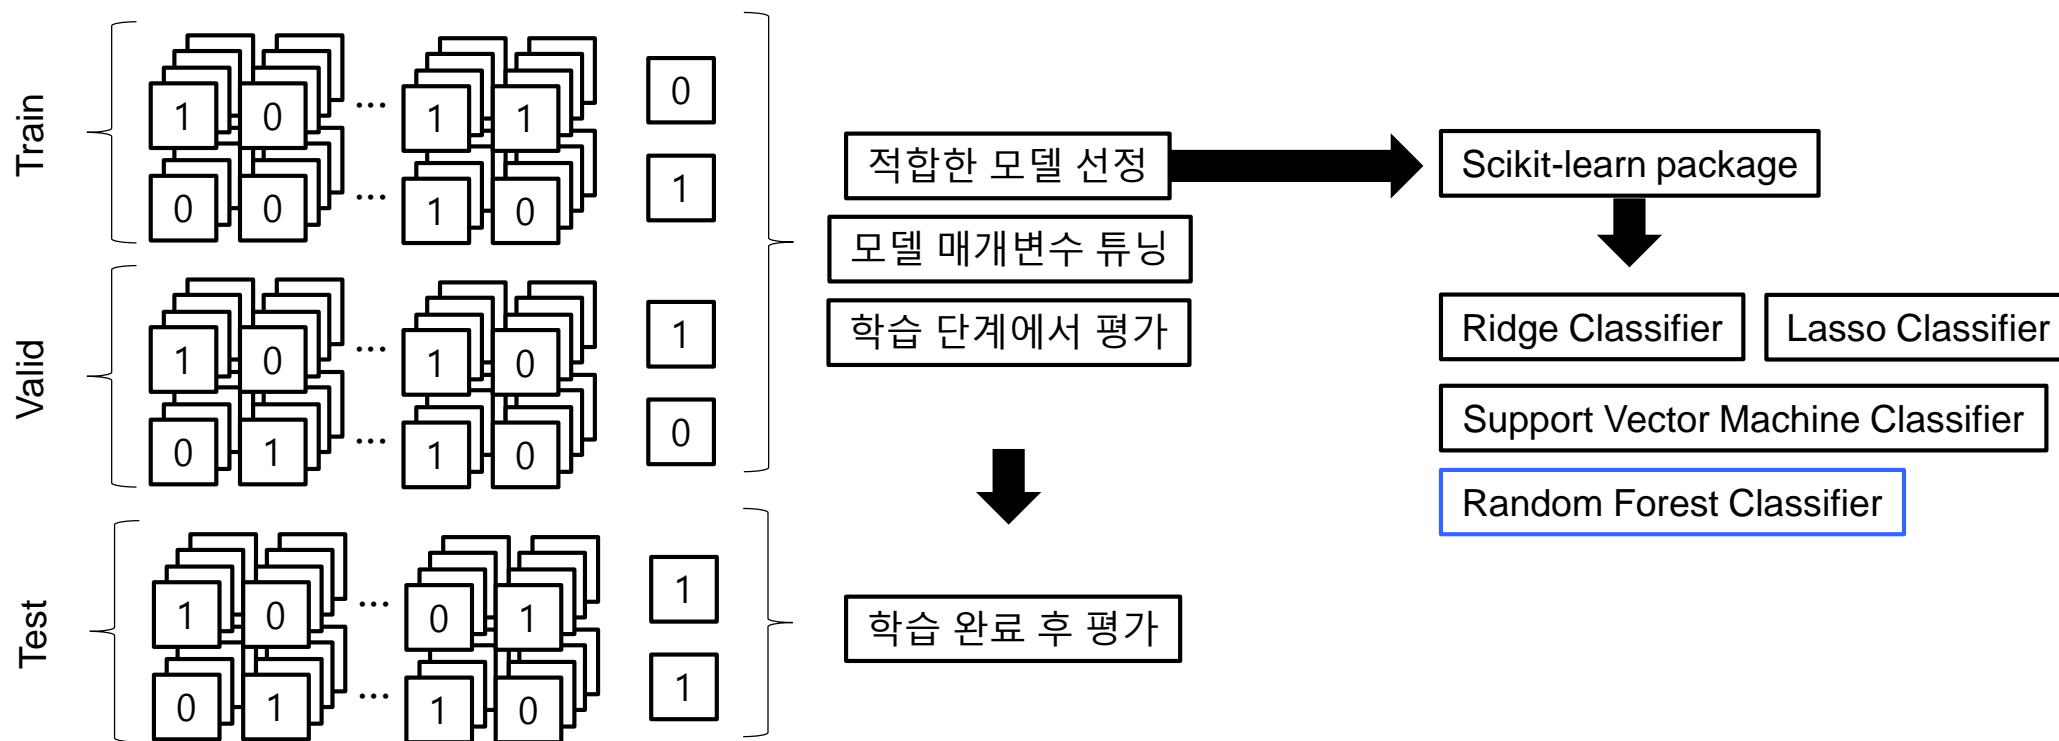 Train
1 0 ... 1 1 0
0 0 ... 1 0 1
Valid
1 0 ... 1 0 1
0 1 ... 1 0 0
Test
1 0 ... 0 1 1
0 1 ... 1 0 1
적합한 모델 선정
모델 매개변수 튜닝
학습 단계에서 평가
학습 완료 후 평가
Scikit-learn package
Ridge Classifier
Lasso Classifier
Support Vector Machine Classifier
Random Forest Classifier